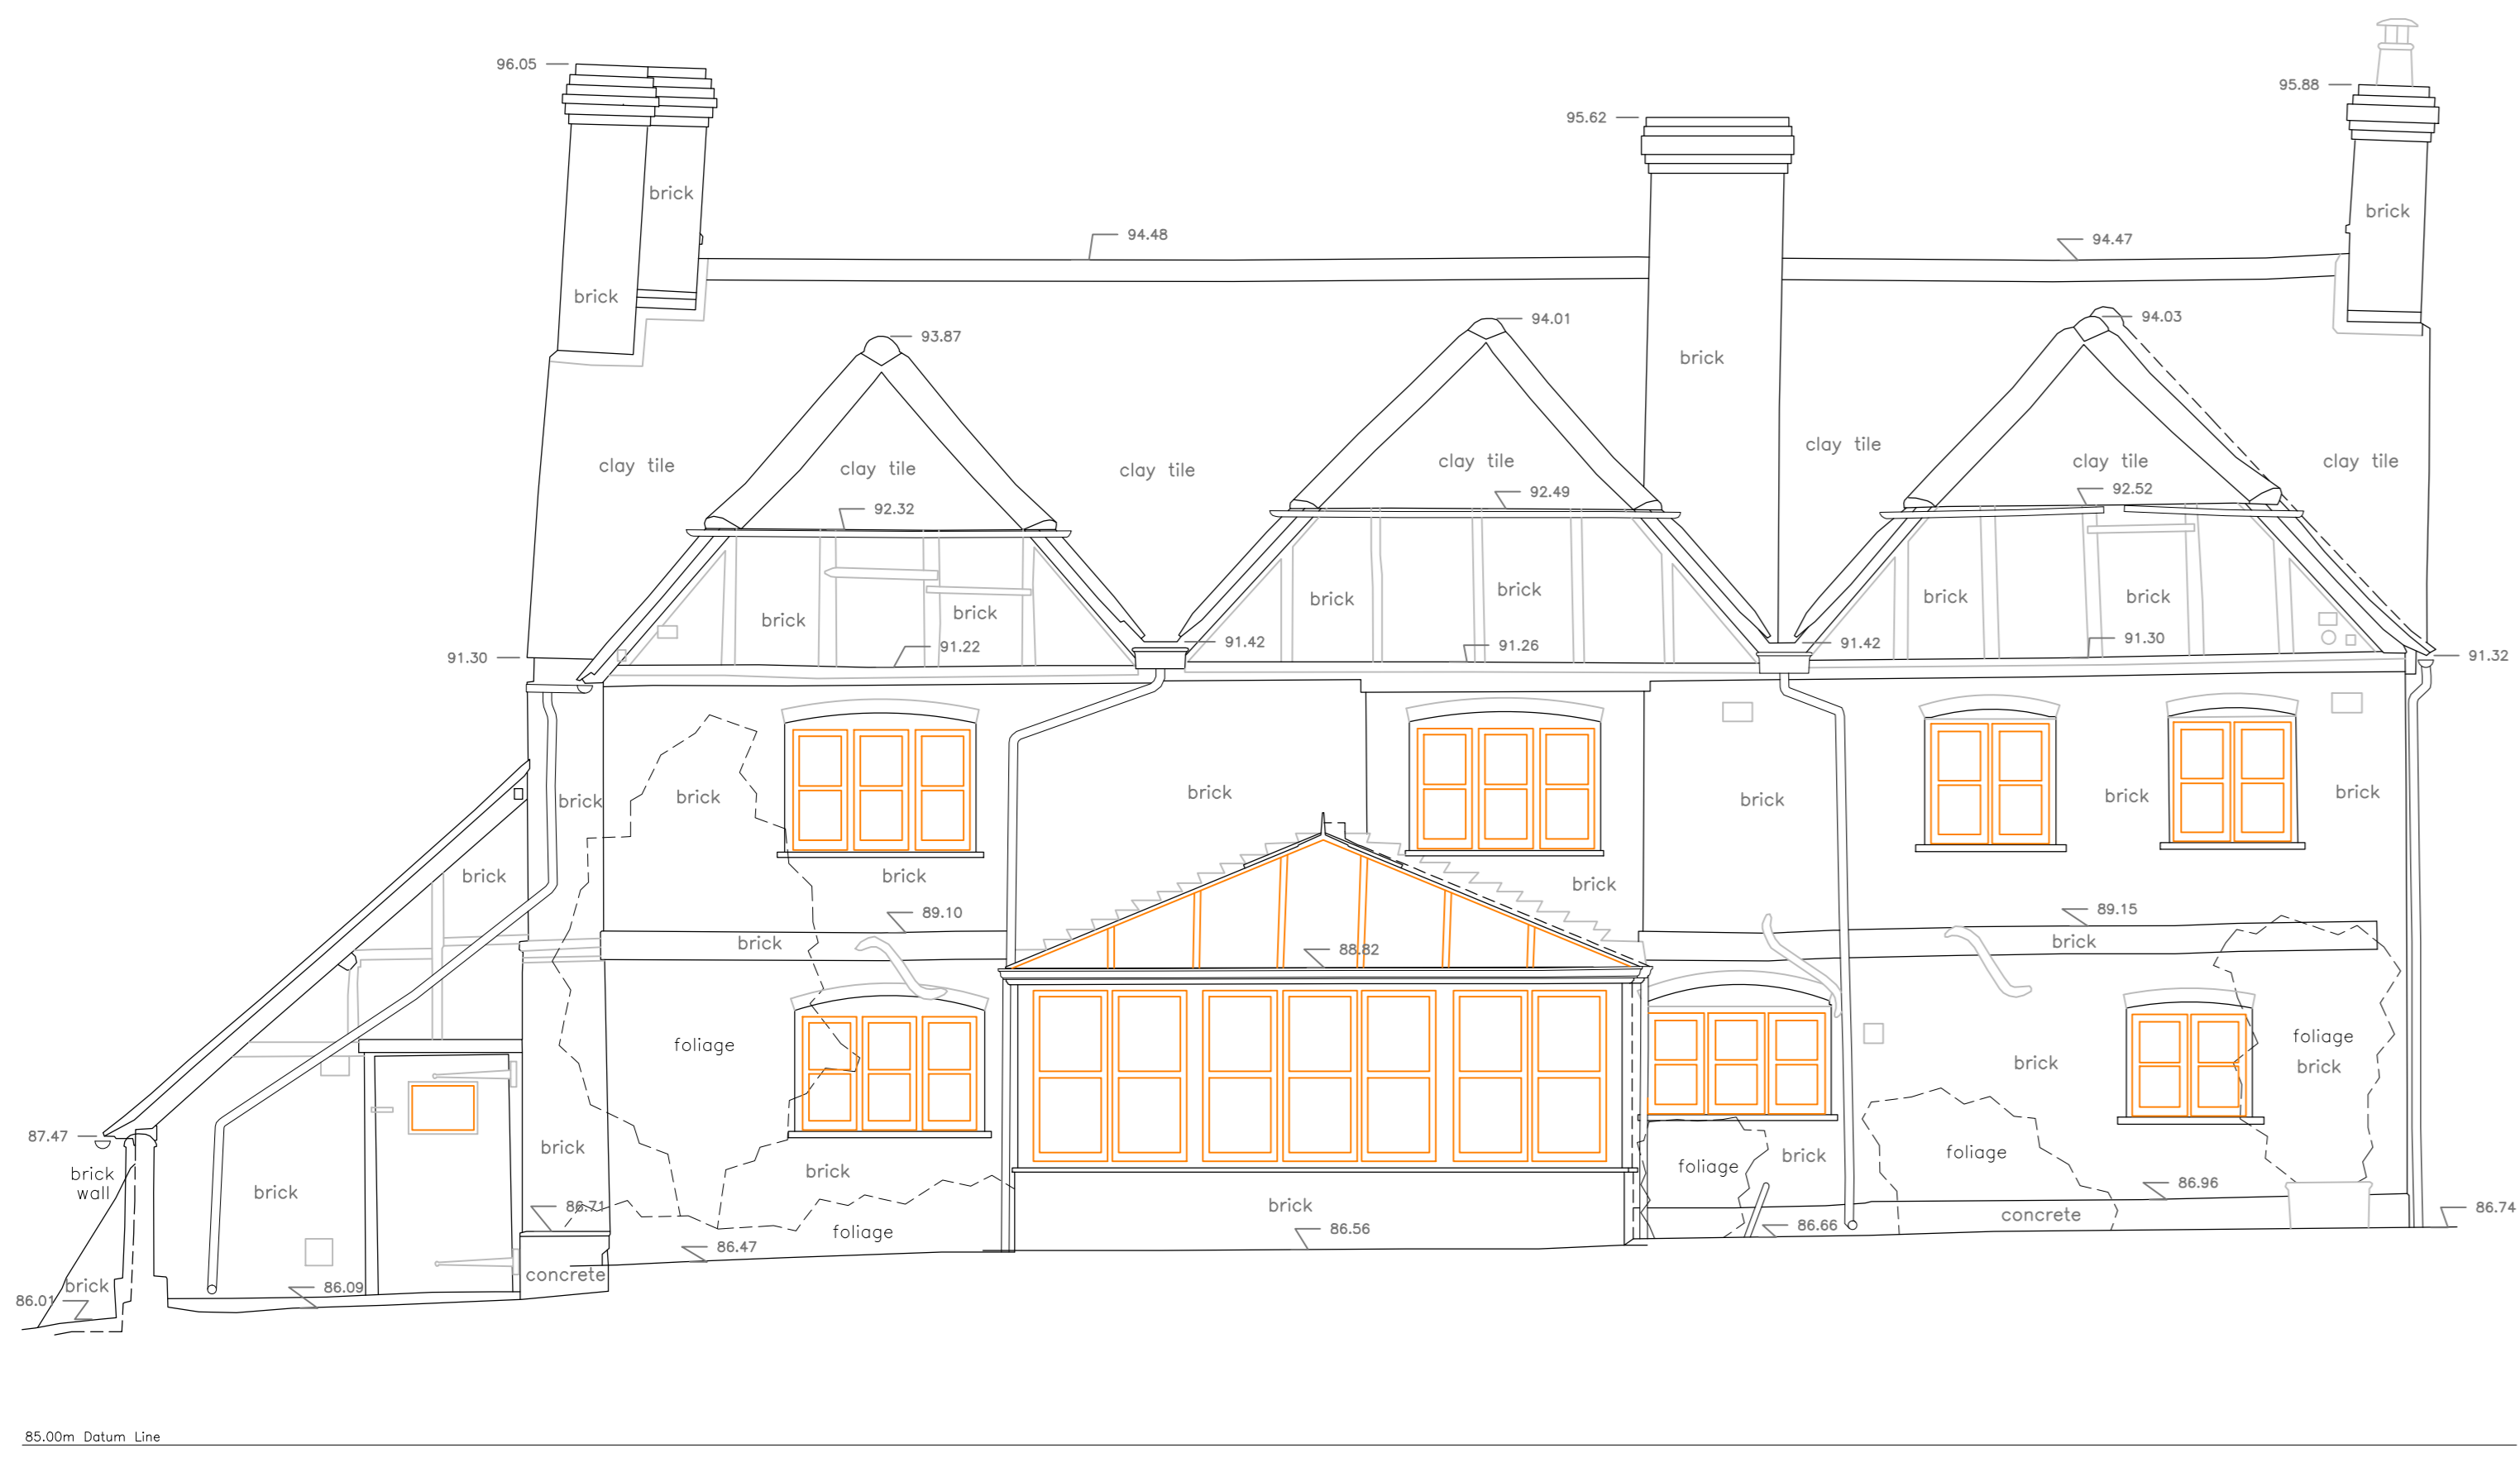 96.05
95.88
95.62
brick
brick
94.48
94.47
brick
93.87
94.01
94.03
brick
clay tile
clay tile
clay tile
clay tile
clay tile
clay tile
clay tile
92.32
92.49
92.52
brick
brick
brick
brick
brick
brick
91.30
91.22
91.42
91.26
91.42
91.30
91.32
brick
brick
brick
brick
brick
brick
brick
brick
brick
89.10
89.15
brick
88.82
brick
foliage
foliage
brick
brick
87.47
brick
brick
foliage
brick
foliage
brick
wall
brick
86.71
brick
86.96
86.74
foliage
86.56
86.66
concrete
86.47
concrete
brick
86.09
86.01
85.00m Datum Line